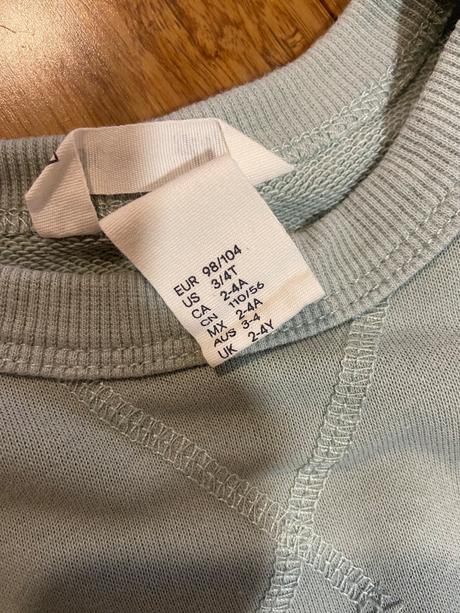 EUR 98/104
US 3/4T
CA 2-4A
CN 110/56
MX 2-4A
AUS 3-4
UK 2-4Y